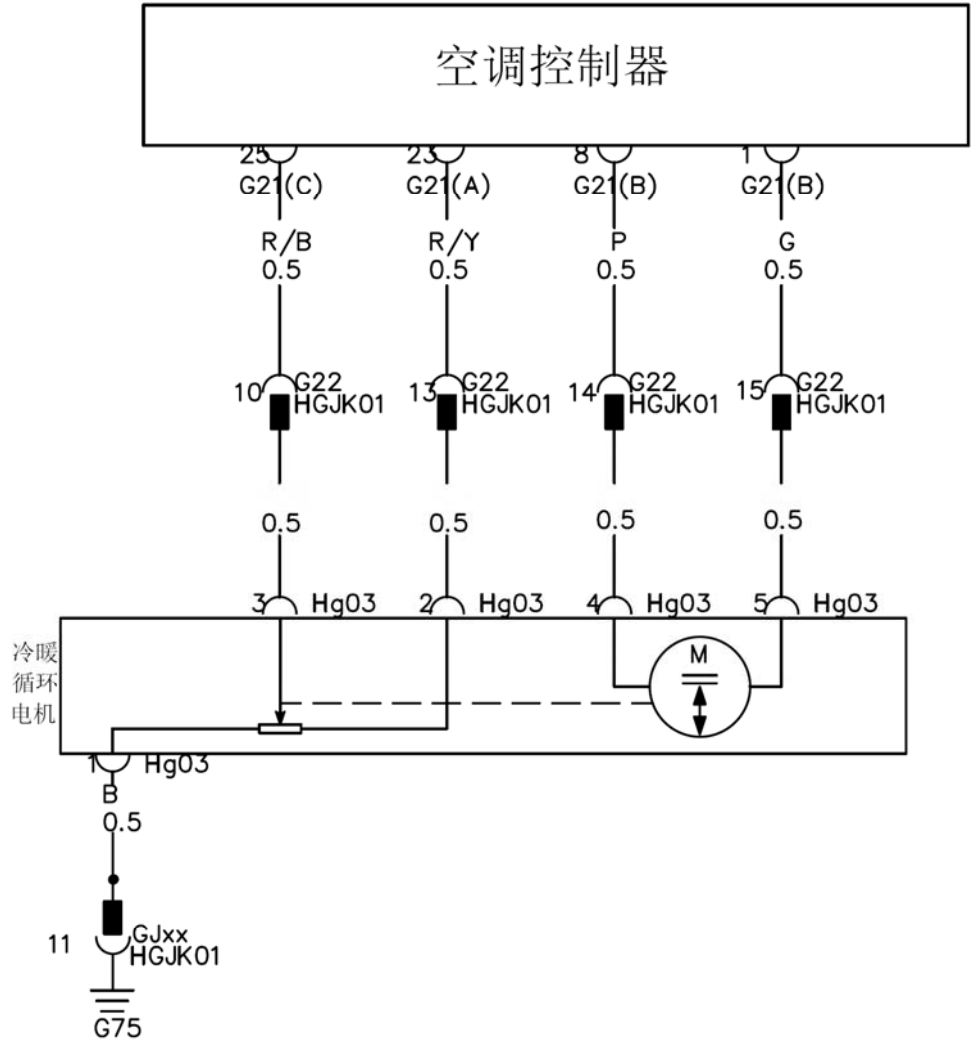 空调控制器
25 23 8 1
G21(C) G21(A) G21(B) G21(B)
R/B R/Y P G
0.5 0.5 0.5 0.5
10 G22 13 G22 14 G22 15 G22
HGJK01 HGJK01 HGJK01 HGJK01
0.5 0.5 0.5 0.5
3 Hg03 2 Hg03 4 Hg03 5 Hg03
冷暖
循环
电机
M
1 Hg03
B
0.5
11 GJxx
HGJK01
G75